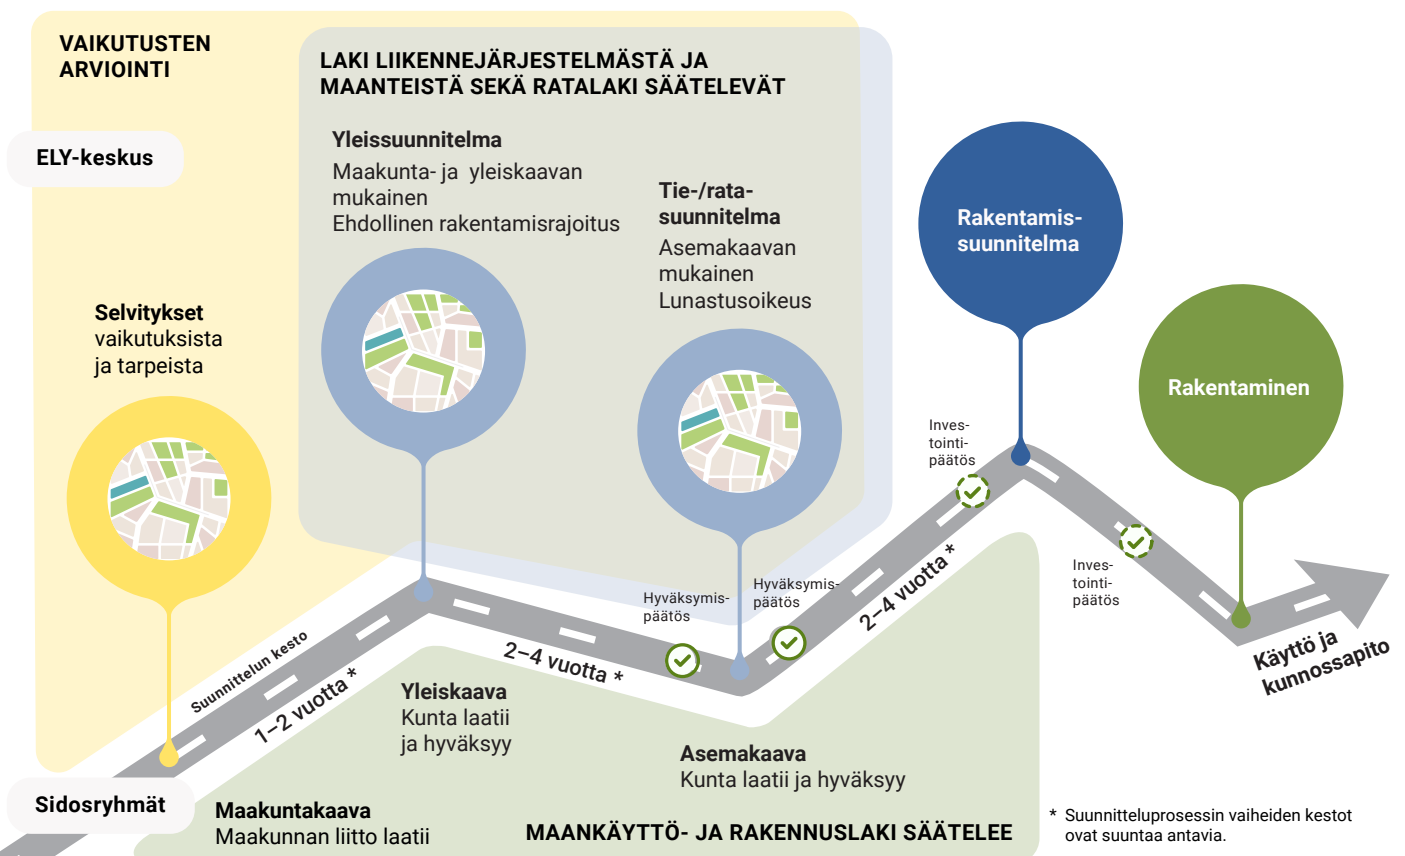 VAIKUTUSTEN
ARVIOINTI
LAKI LIIKENNEJÄRJESTELMÄSTÄ JA
MAANTEISTÄ SEKÄ RATALAKI SÄÄTELEVÄT
ELY-keskus
Yleissuunnitelma
Maakunta- ja yleiskaavan
mukainen
Ehdollinen rakentamisrajoitus
Tie-/rata-
suunnitelma
Asemakaavan
mukainen
Lunastusoikeus
Rakentamis-
suunnitelma
Selvitykset
vaikutuksista
ja tarpeista
Rakentaminen
Inves-
tointi-
päätös
Inves-
tointi-
päätös
Hyväksymis-
päätös
Hyväksymis-
päätös
Suunnittelun kesto
1–2 vuotta *
2–4 vuotta *
2–4 vuotta *
Käyttö ja
kunnossapito
Yleiskaava
Kunta laatii
ja hyväksyy
Asemakaava
Kunta laatii ja hyväksyy
Sidosryhmät
Maakuntakaava
Maakunnan liitto laatii
MAANKÄYTTÖ- JA RAKENNUSLAKI SÄÄTELEE
* Suunnitteluprosessin vaiheiden kestot
ovat suuntaa antavia.